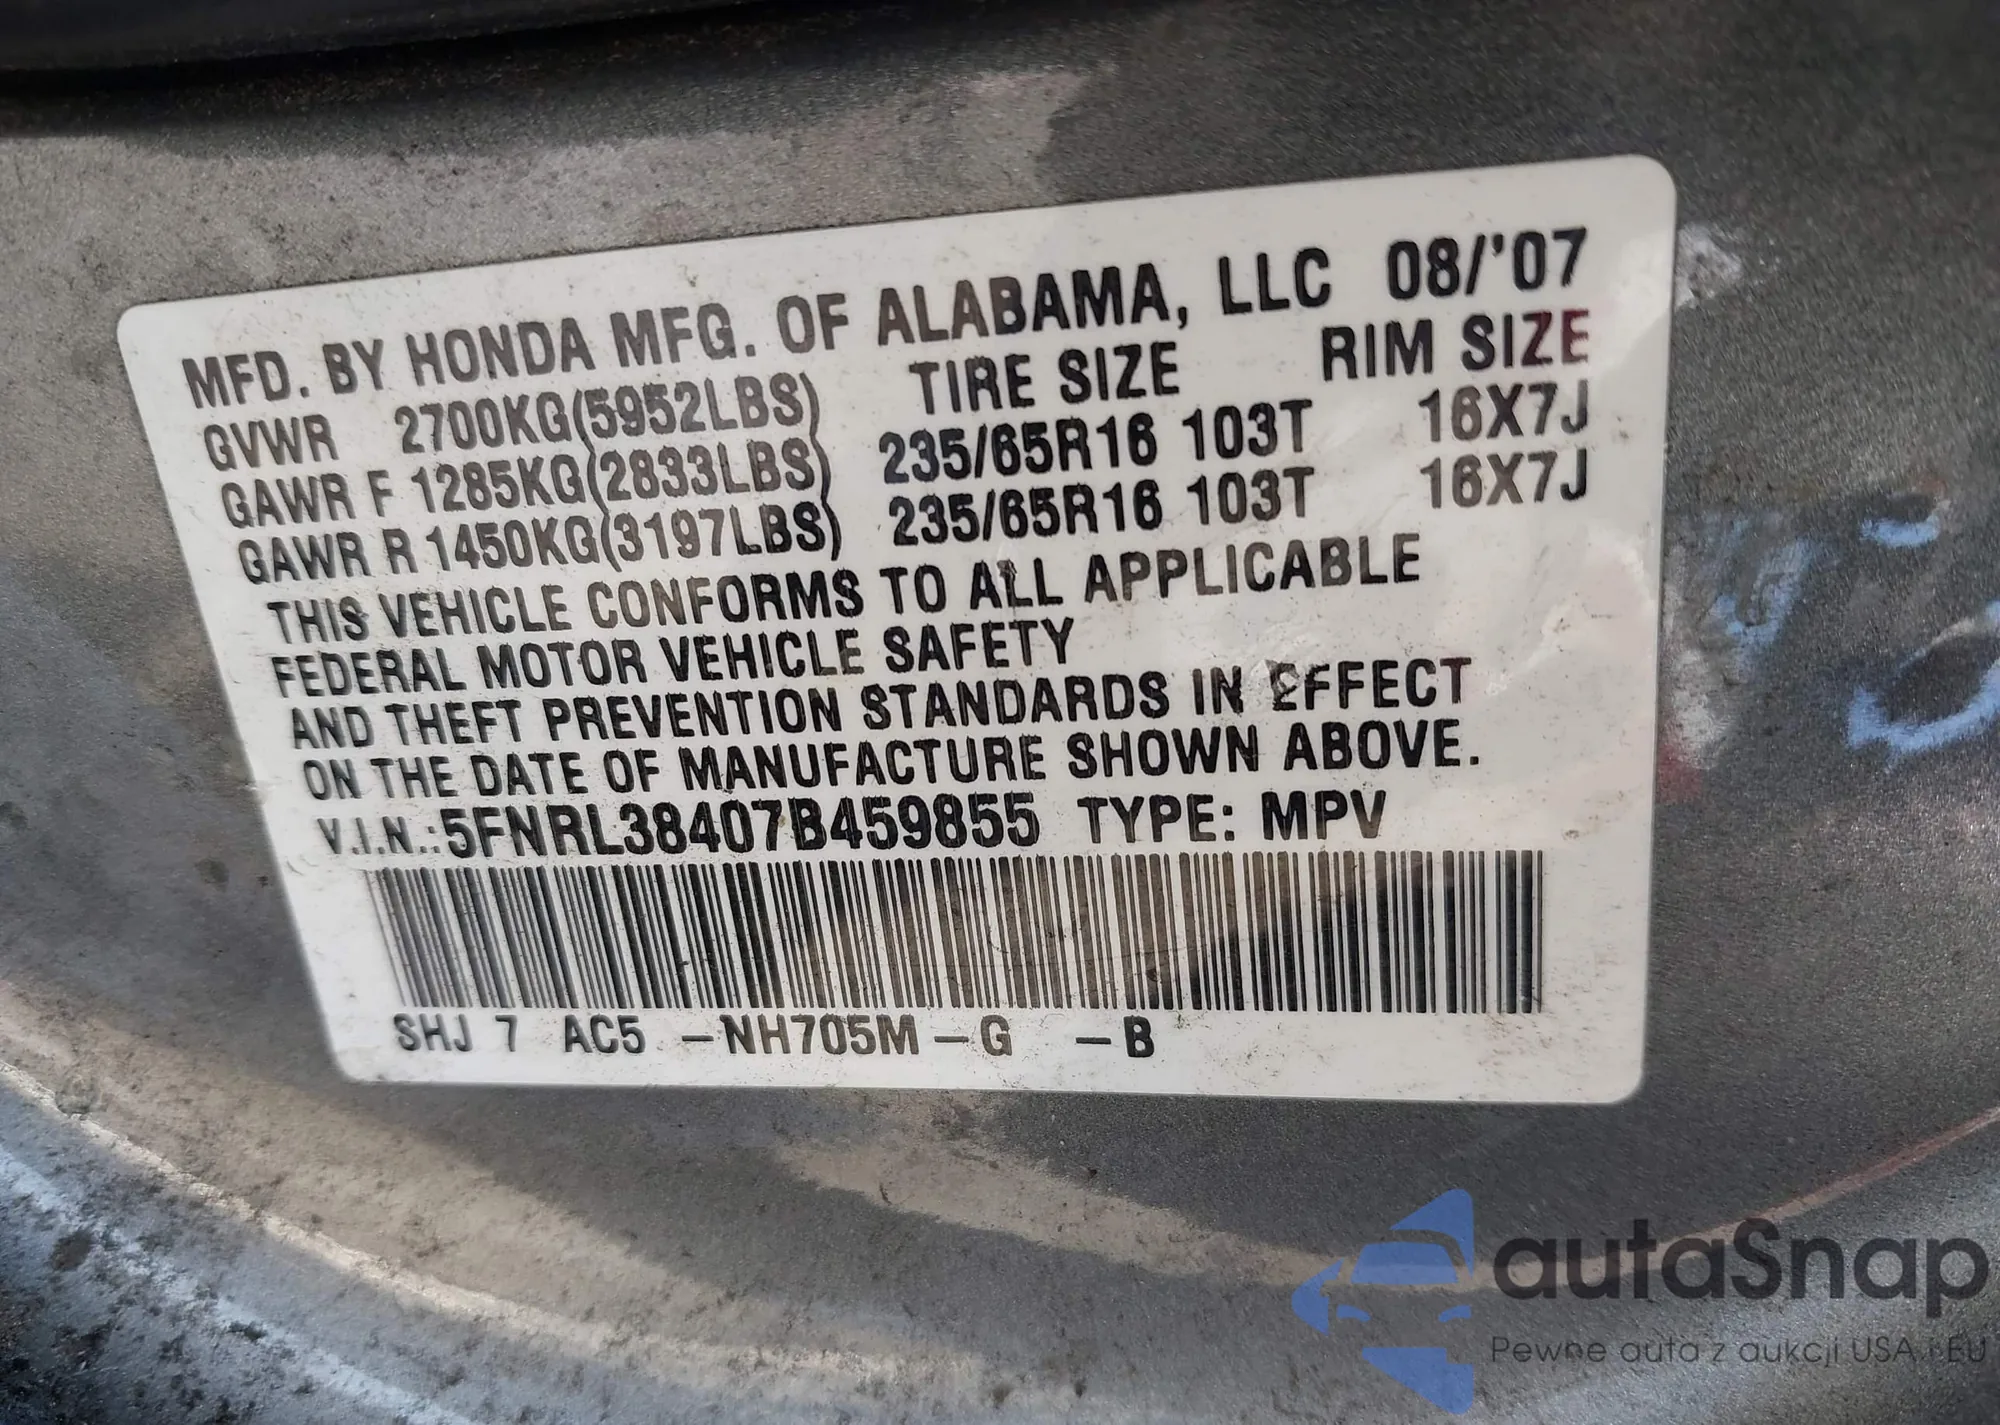 MFD. BY HONDA MFG. OF ALABAMA, LLC 08/'07
GVWR 2700KG(5952LBS) TIRE SIZE RIM SIZE
GAWR F 1285KG(2833LBS) 235/65R16 103T 16X7J
GAWR R 1450KG(3197LBS) 235/65R16 103T 16X7J
THIS VEHICLE CONFORMS TO ALL APPLICABLE
FEDERAL MOTOR VEHICLE SAFETY
AND THEFT PREVENTION STANDARDS IN EFFECT
ON THE DATE OF MANUFACTURE SHOWN ABOVE.
V.I.N.:5FNRL38407B459855 TYPE: MPV
SHJ 7 AC5 -NH705M-G -B
autaSnap
Pewne auta z aukcji USA i EU